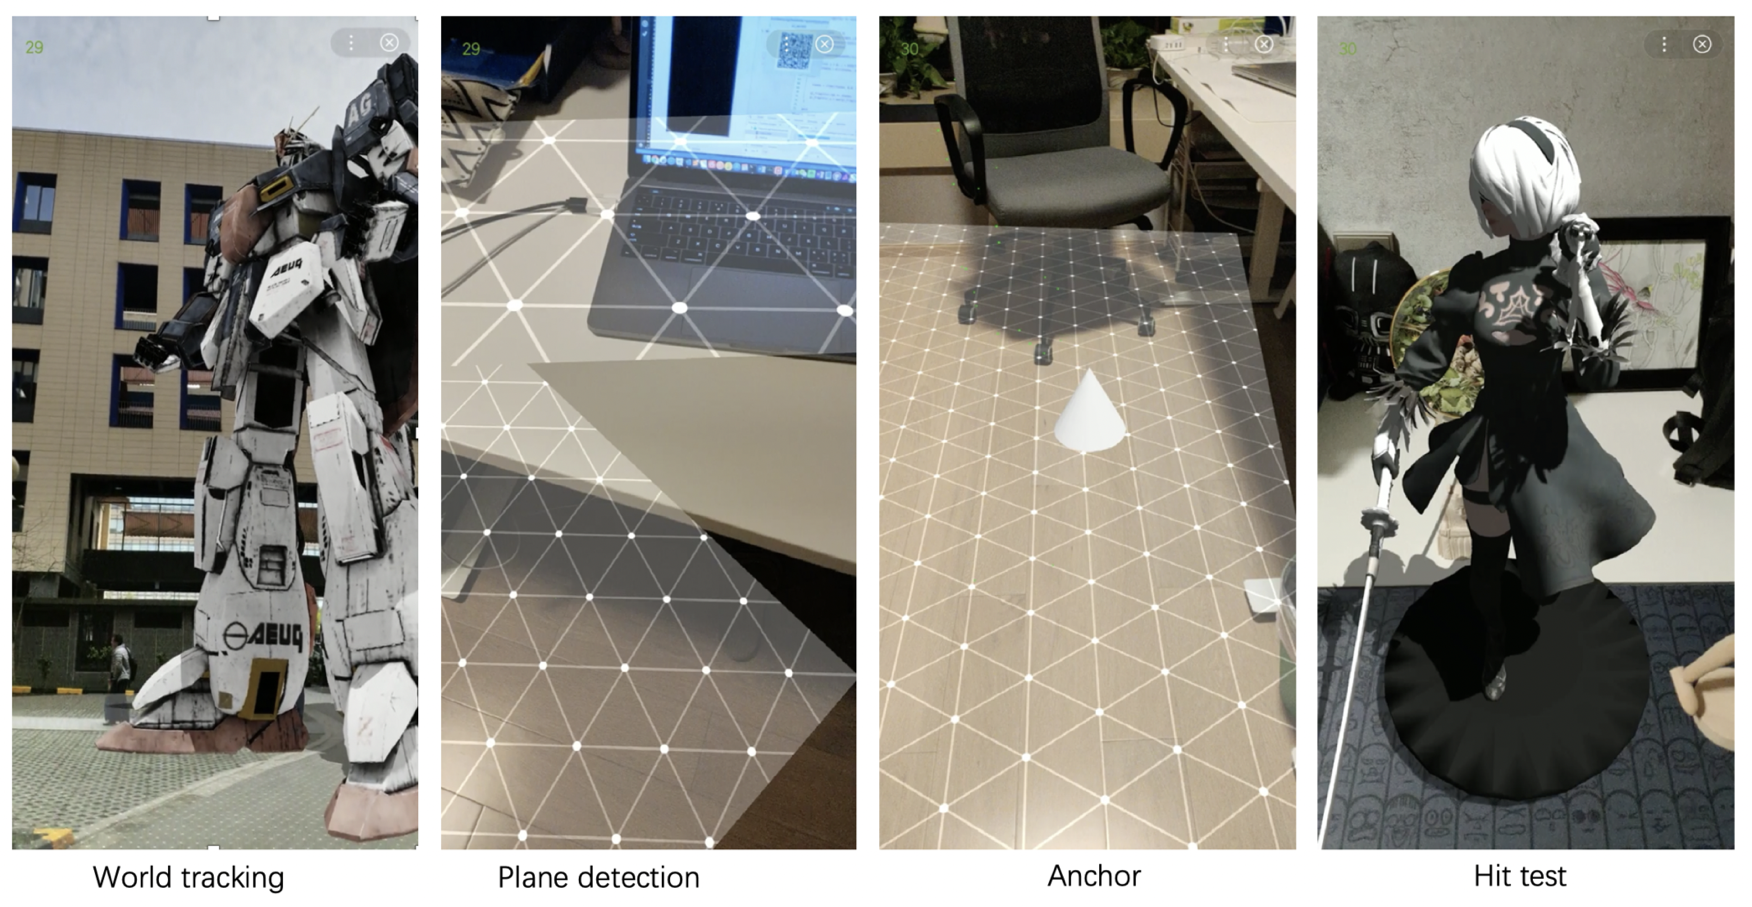 29
29
30
30
AG
AEUG
AEUG
World tracking
Plane detection
Anchor
Hit test